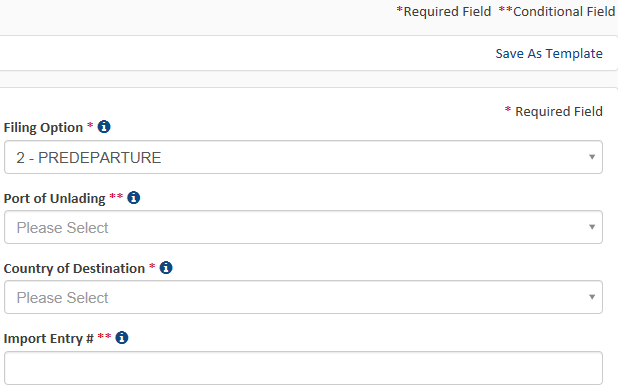 *Required Field **Conditional Field
Save As Template
* Required Field
Filing Option *
2 - PREDEPARTURE
Port of Unlading **
Please Select
Country of Destination *
Please Select
Import Entry # **